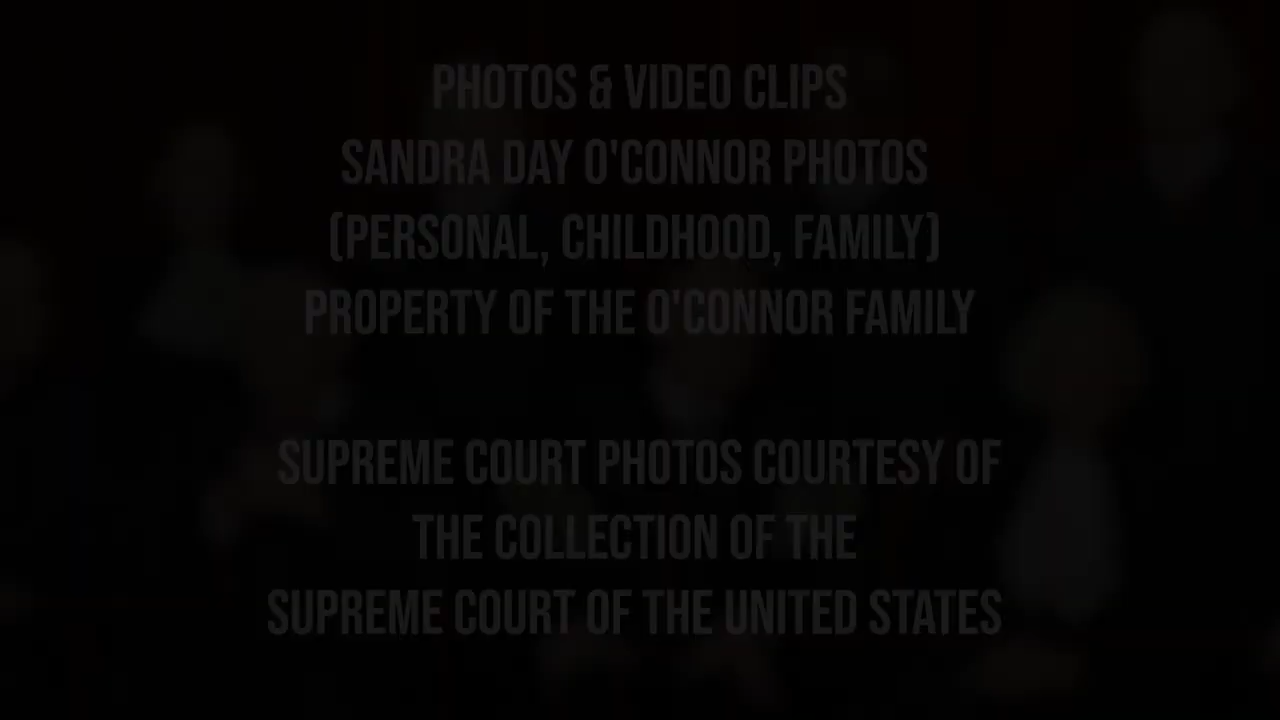 PHOTOS & VIDEO CLIPS
SANDRA DAY O'CONNOR PHOTOS
(PERSONAL, CHILDHOOD, FAMILY)
PROPERTY OF THE O'CONNOR FAMILY
SUPREME COURT PHOTOS COURTESY OF
THE COLLECTION OF THE
SUPREME COURT OF THE UNITED STATES